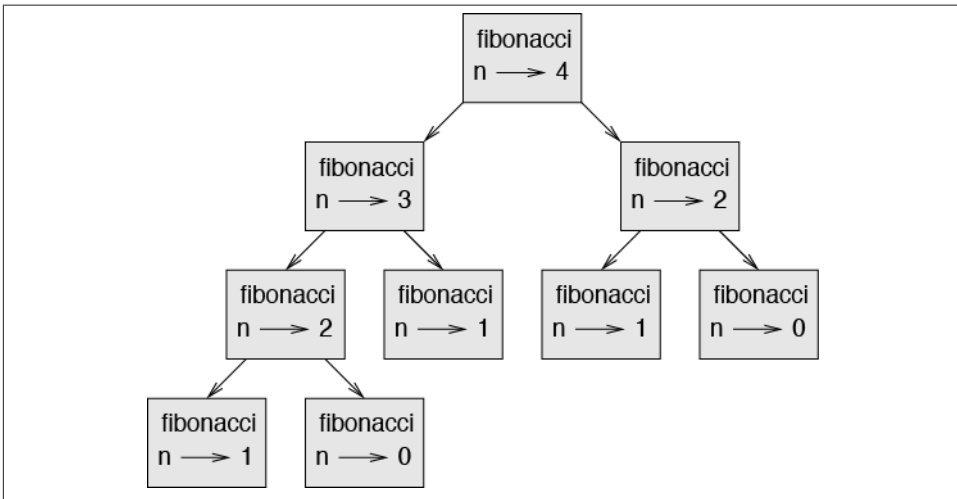 fibonacci
n → 4
fibonacci
n → 3
fibonacci
n → 2
fibonacci
n → 2
fibonacci
n → 1
fibonacci
n → 1
fibonacci
n → 0
fibonacci
n → 1
fibonacci
n → 0